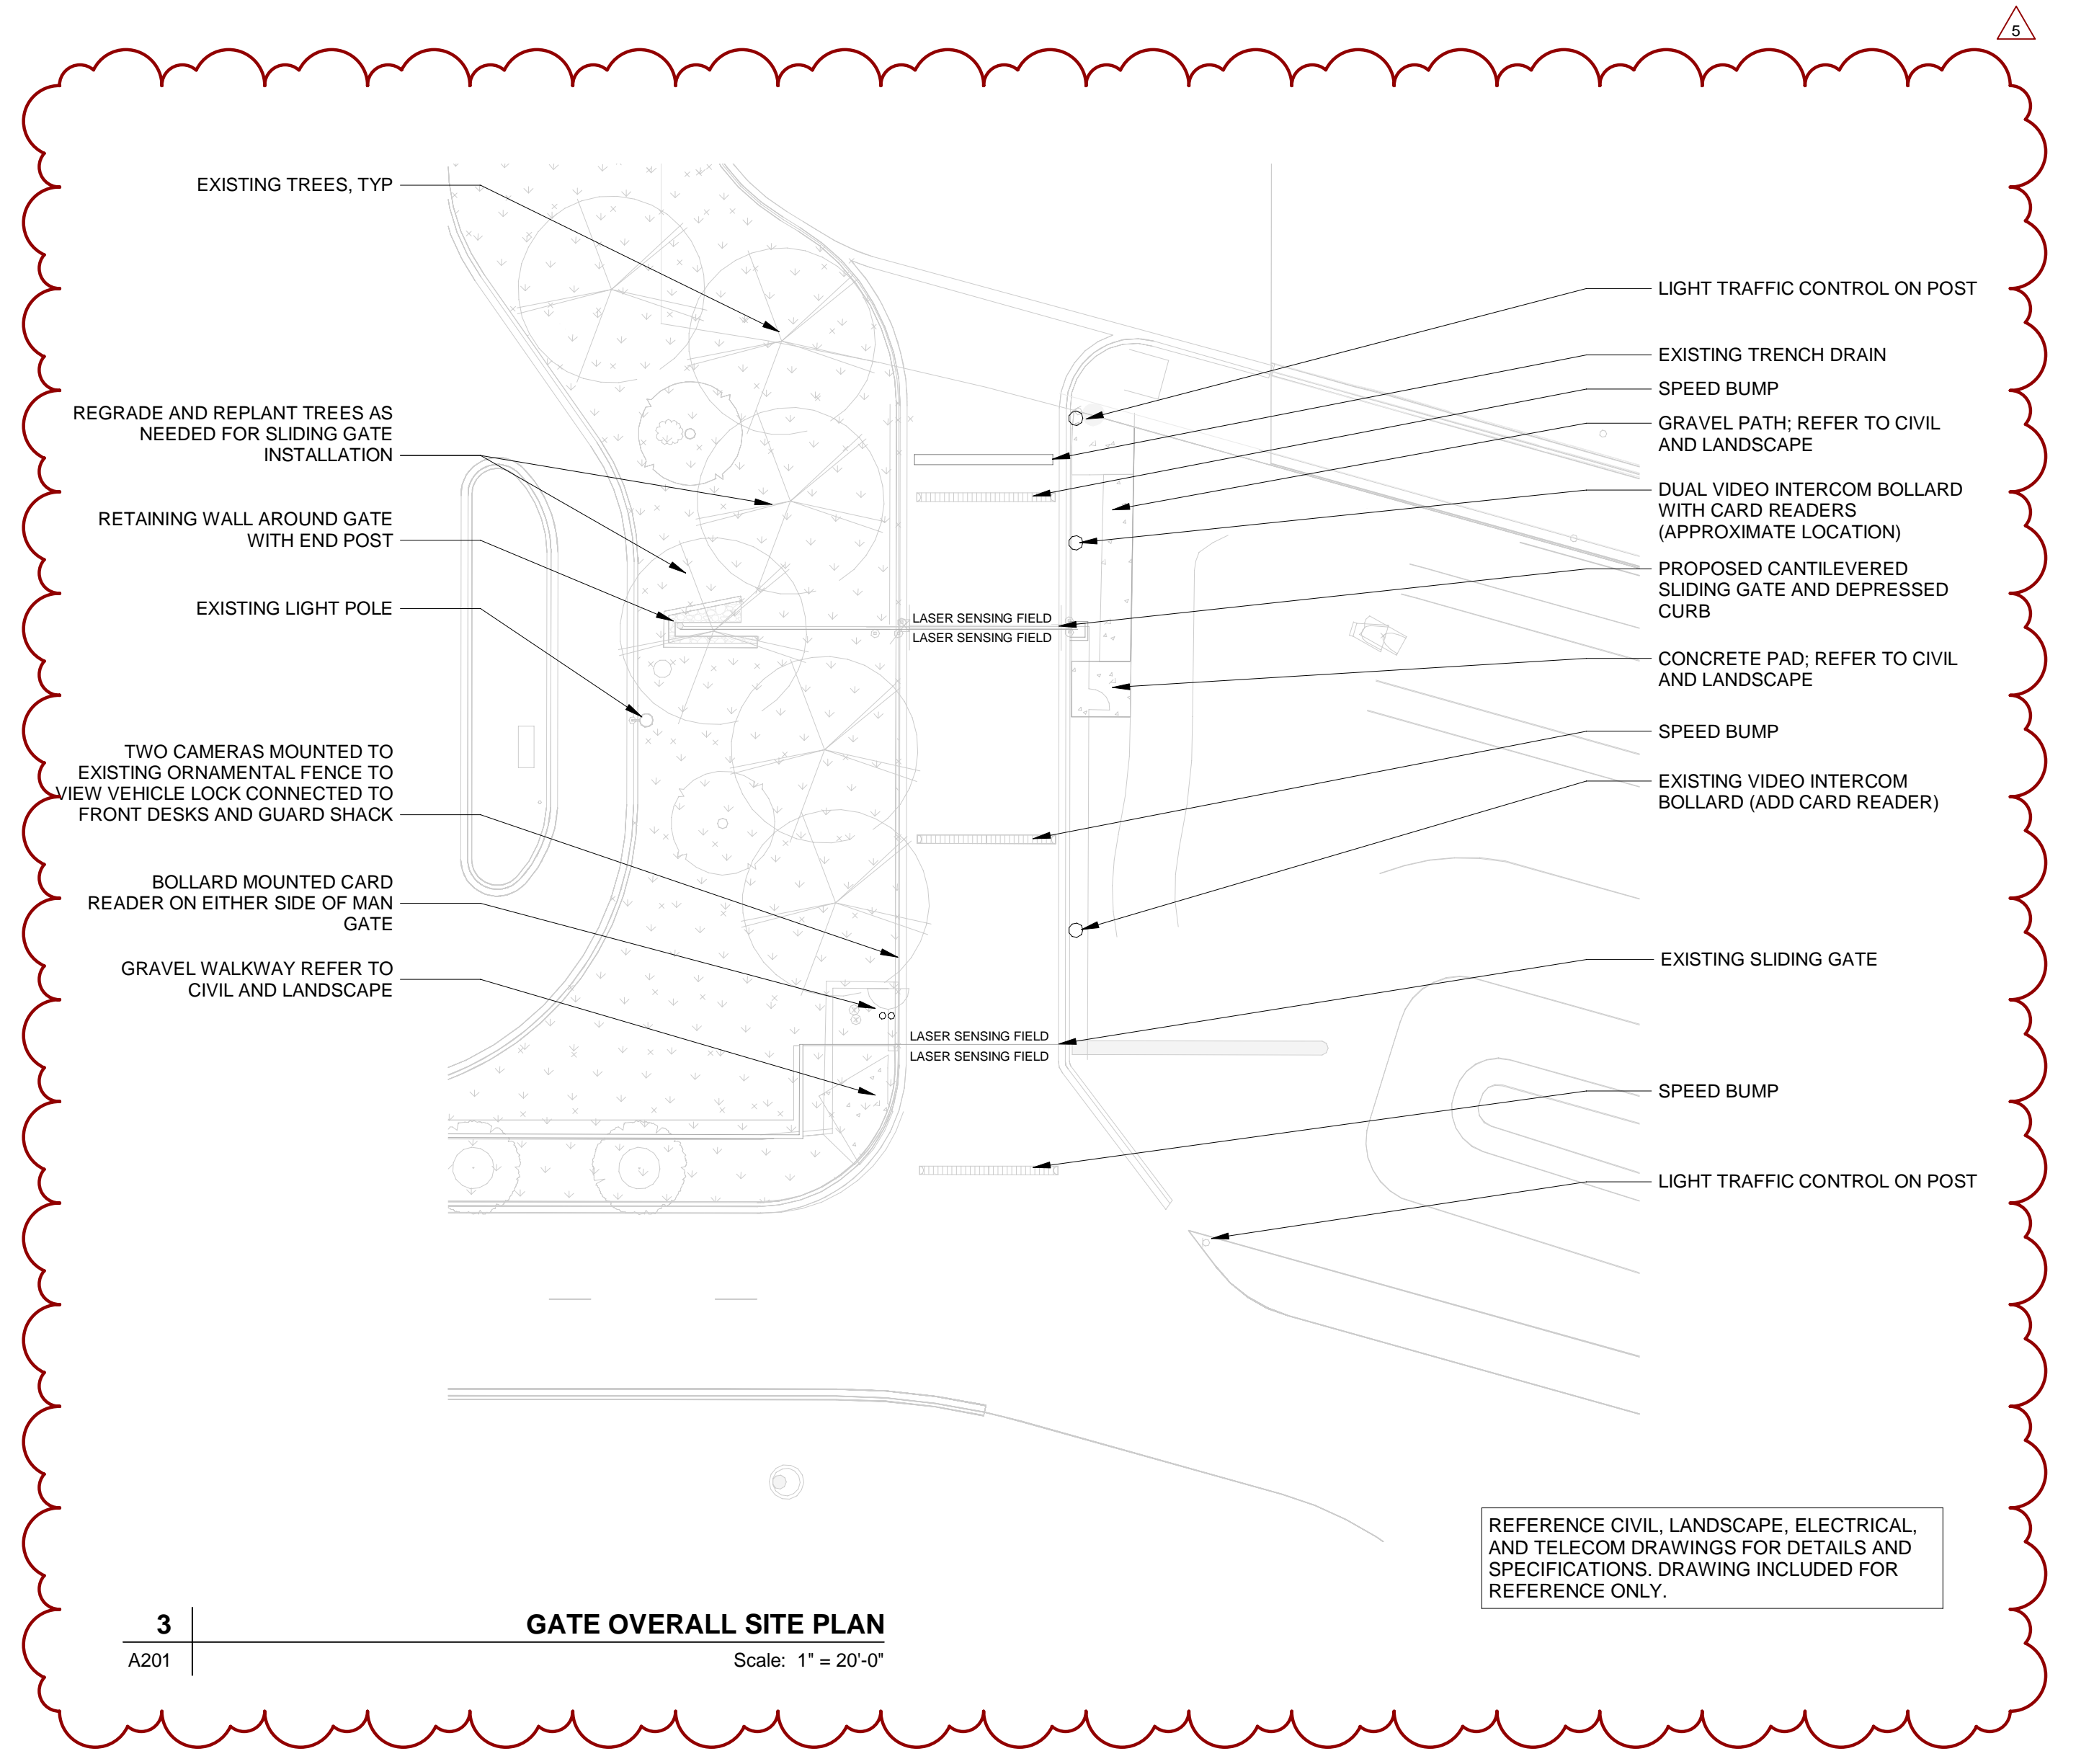 5
EXISTING TREES, TYP
REGRADE AND REPLANT TREES AS
NEEDED FOR SLIDING GATE
INSTALLATION
RETAINING WALL AROUND GATE
WITH END POST
EXISTING LIGHT POLE
TWO CAMERAS MOUNTED TO
EXISTING ORNAMENTAL FENCE TO
VIEW VEHICLE LOCK CONNECTED TO
FRONT DESKS AND GUARD SHACK
BOLLARD MOUNTED CARD
READER ON EITHER SIDE OF MAN
GATE
GRAVEL WALKWAY REFER TO
CIVIL AND LANDSCAPE
LASER SENSING FIELD
LASER SENSING FIELD
LASER SENSING FIELD
LASER SENSING FIELD
LIGHT TRAFFIC CONTROL ON POST
EXISTING TRENCH DRAIN
SPEED BUMP
GRAVEL PATH; REFER TO CIVIL
AND LANDSCAPE
DUAL VIDEO INTERCOM BOLLARD
WITH CARD READERS
(APPROXIMATE LOCATION)
PROPOSED CANTILEVERED
SLIDING GATE AND DEPRESSED
CURB
CONCRETE PAD; REFER TO CIVIL
AND LANDSCAPE
SPEED BUMP
EXISTING VIDEO INTERCOM
BOLLARD (ADD CARD READER)
EXISTING SLIDING GATE
SPEED BUMP
LIGHT TRAFFIC CONTROL ON POST
REFERENCE CIVIL, LANDSCAPE, ELECTRICAL,
AND TELECOM DRAWINGS FOR DETAILS AND
SPECIFICATIONS. DRAWING INCLUDED FOR
REFERENCE ONLY.
3
GATE OVERALL SITE PLAN
A201
Scale: 1" = 20'-0"